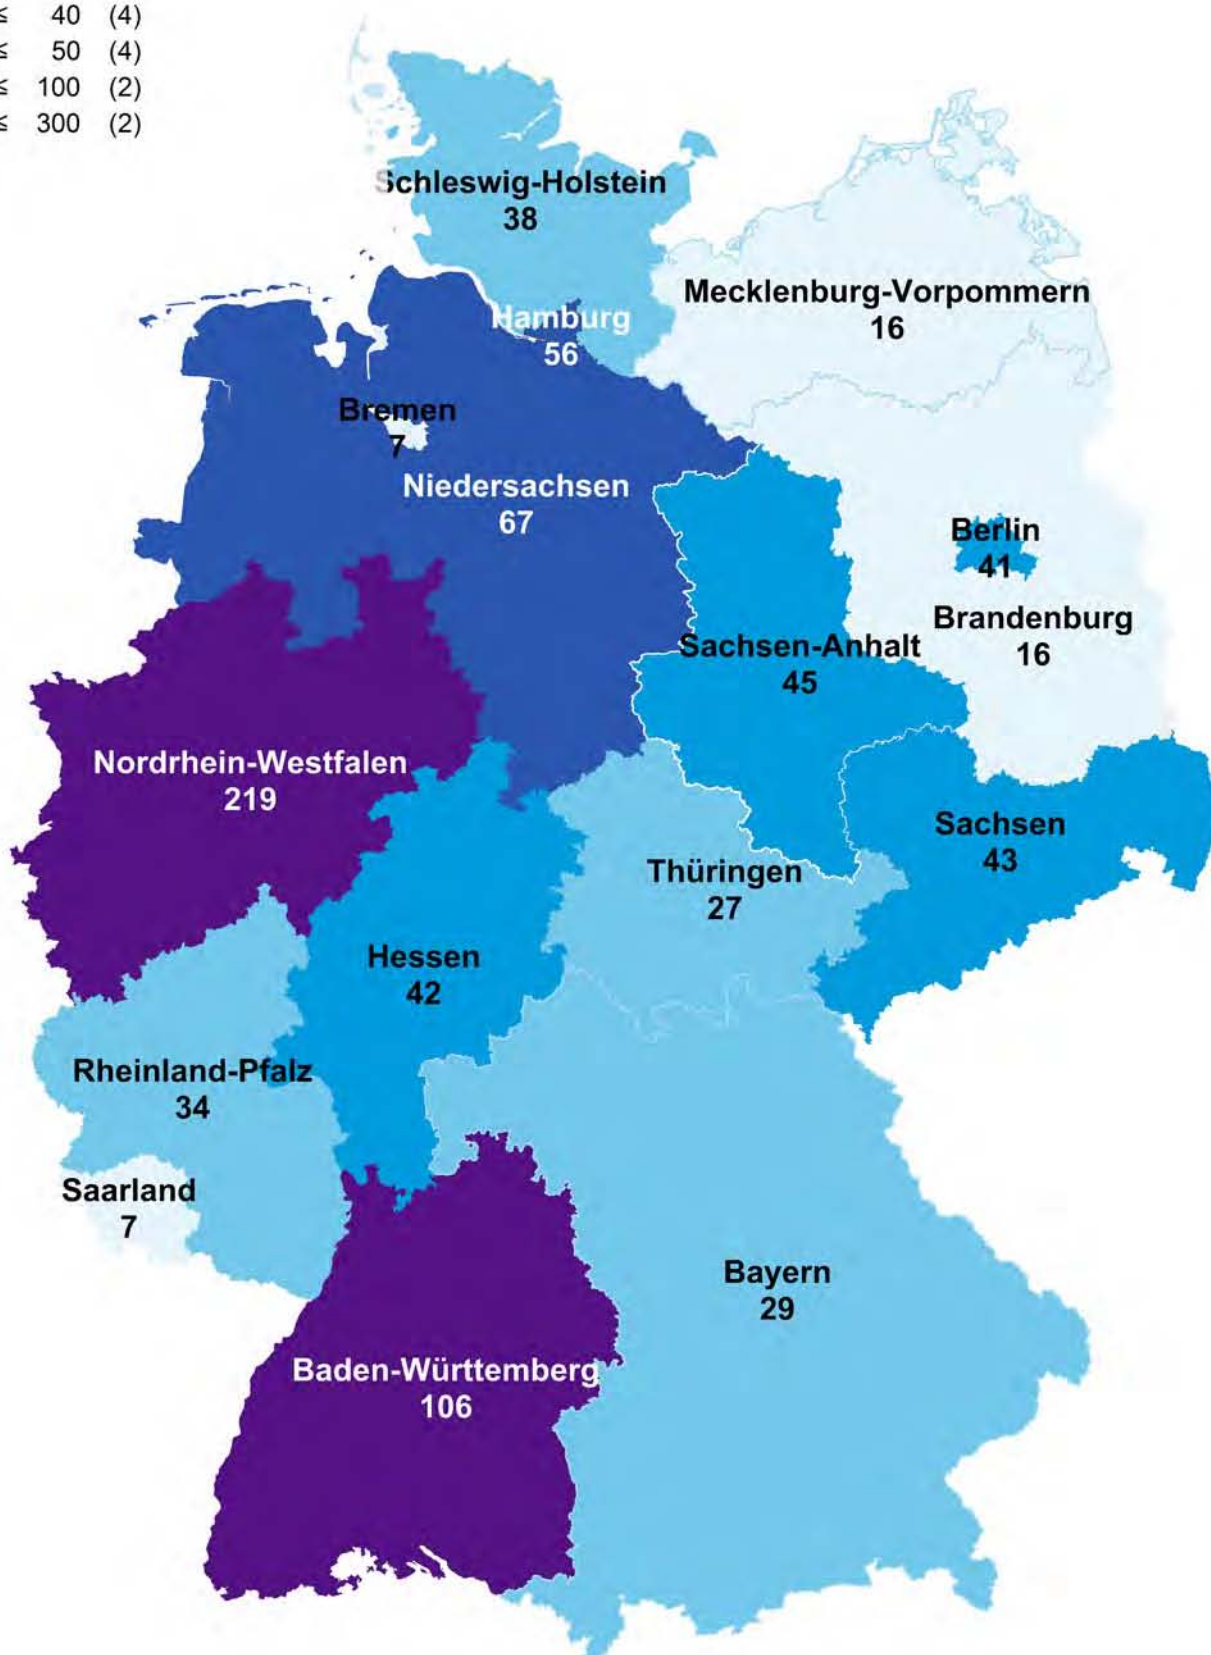 ≤ 40 (4)
≤ 50 (4)
≤ 100 (2)
≤ 300 (2)
Schleswig-Holstein
38
Mecklenburg-Vorpommern
16
Hamburg
56
Bremen
7
Niedersachsen
67
Berlin
41
Brandenburg
16
Sachsen-Anhalt
45
Nordrhein-Westfalen
219
Sachsen
43
Thüringen
27
Hessen
42
Rheinland-Pfalz
34
Saarland
7
Bayern
29
Baden-Württemberg
106